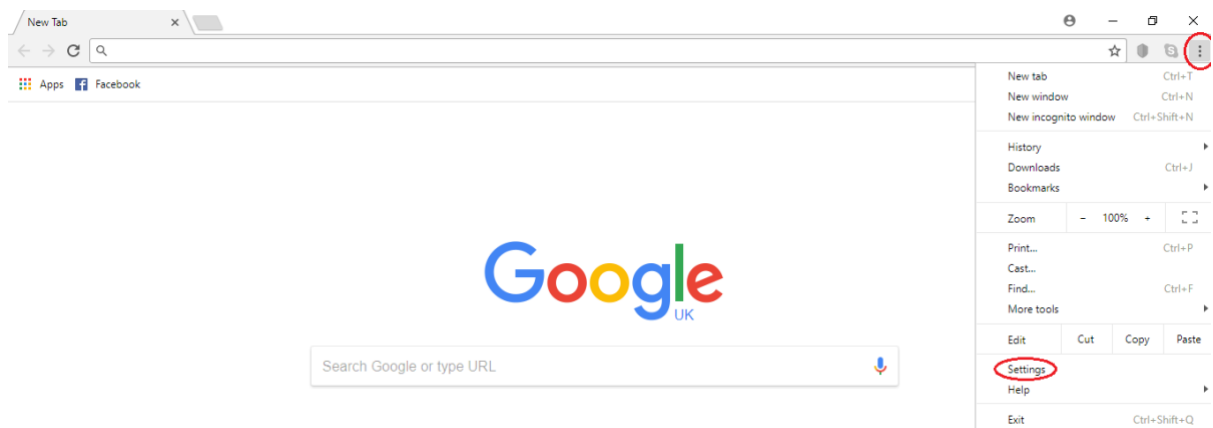 New Tab
Apps Facebook
New tab Ctrl+T
New window Ctrl+N
New incognito window Ctrl+Shift+N
History
Downloads Ctrl+J
Bookmarks
Zoom - 100% +
Print... Ctrl+P
Cast...
Find... Ctrl+F
More tools
Edit Cut Copy Paste
Settings
Help
Exit Ctrl+Shift+Q
Google
UK
Search Google or type URL